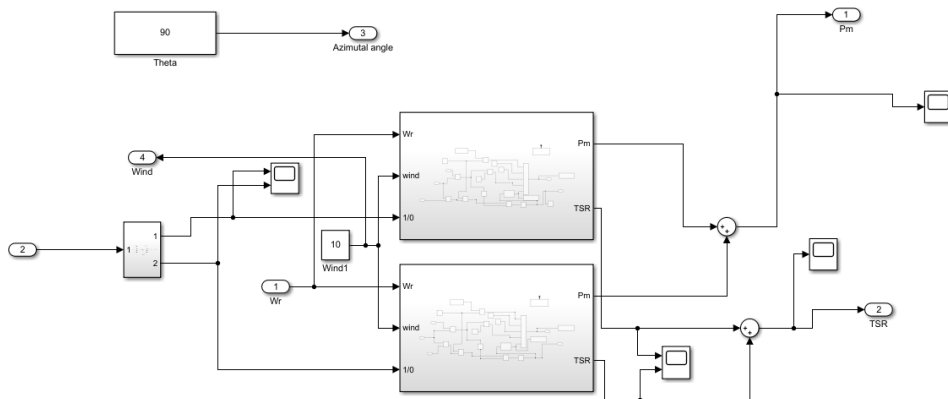 90
Theta
3
Azimutal angle
1
Pm
4
Wind
Wr
wind
1/0
Pm
TSR
2
1
1
2
10
Wind1
1
Wr
Wr
wind
1/0
Pm
TSR
2
TSR